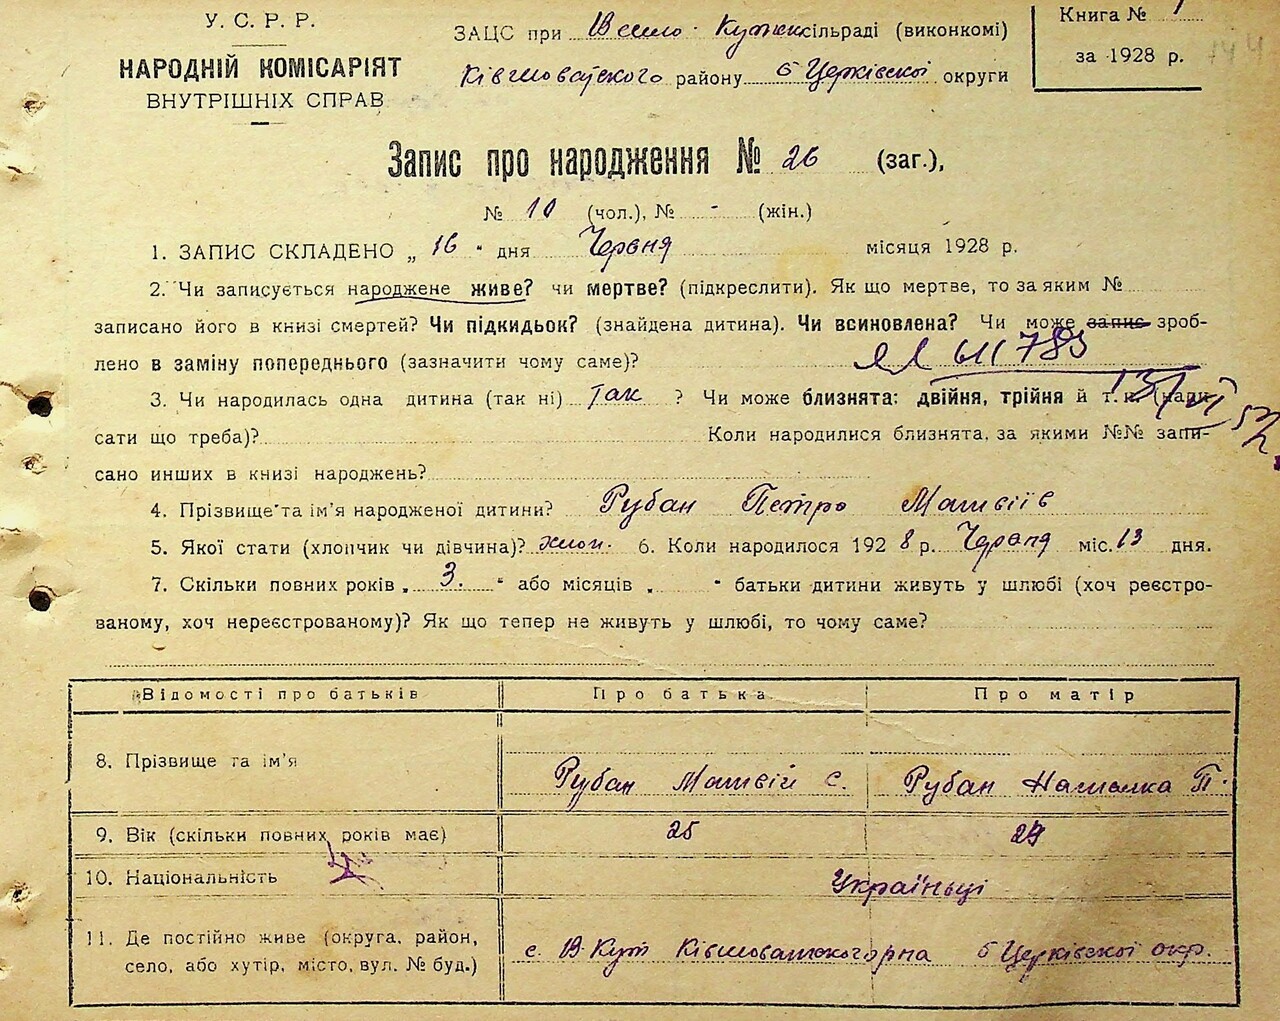 У. С. Р. Р.
НАРОДНІЙ КОМІСАРІЯТ
ВНУТРІШНІХ СПРАВ
ЗАЦС при Кутен сільраді (виконкомі)
Ківшоваїского району Б Церківскої округи
Книга №
за 1928 р.
Запис про народження № 26 (заг.),
№ 10 (чол.), № - (жін.)
1. ЗАПИС СКЛАДЕНО „ 16 " дня Червня місяця 1928 р.
2. Чи записується народжене живе? чи мертве? (підкреслити). Як що мертве, то за яким №
записано його в книзі смертей? Чи підкидьок? (знайдена дитина). Чи всиновлена? Чи може запис зроб-
лено в заміну попереднього (зазначити чому саме)?
3. Чи народилась одна дитина (так ні) так ? Чи може близнята: двійня, трійня й т. п. (напи-
сати що треба)? Коли народилися близнята, за якими №№ запи-
сано инших в книзі народжень?
4. Прізвище та ім'я народженої дитини? Рубан Петро Матвіїв
5. Якої стати (хлопчик чи дівчина)? хлоп. 6. Коли народилося 1928 р. Червня міс. 13 дня.
7. Скільки повних років „ 3. " або місяців „ " батьки дитини живуть у шлюбі (хоч реєстро-
ваному, хоч нереєстрованому)? Як що тепер не живуть у шлюбі, то чому саме?
Відомості про батьків Про батька Про матір
8. Прізвище та ім'я Рубан Матвій С. Рубан Наталка П.
9. Вік (скільки повних років має) 25
10. Національність Україньці
11. Де постійно живе (округа, район,
село, або хутір, місто, вул. № буд.) с. В-Кут Б Церківскої окр.